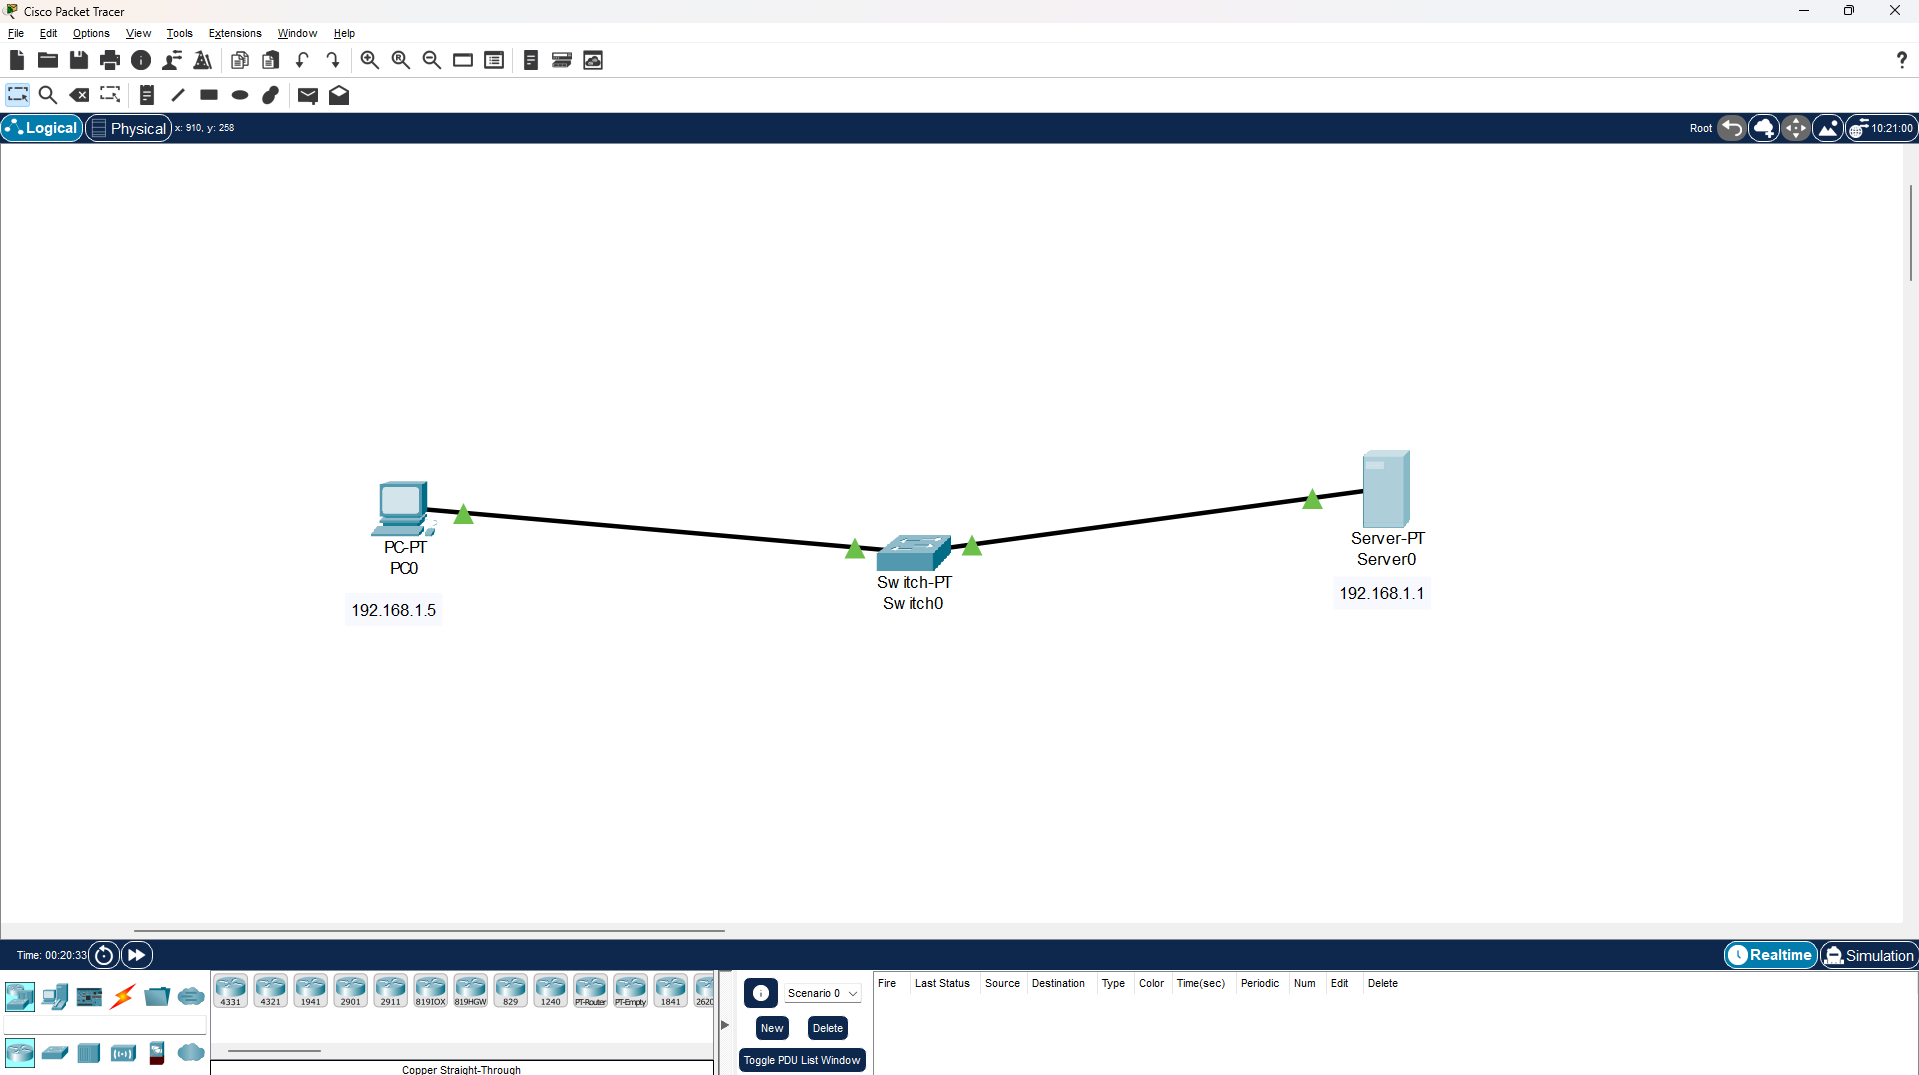 Cisco Packet Tracer
File Edit Options View Tools Extensions Window Help
?
Logical Physical x: 910, y: 258 Root 10:21:00
PC-PT
PC0
192.168.1.5
Switch-PT
Switch0
Server-PT
Server0
192.168.1.1
Time: 00:20:33 Realtime Simulation
4331 4321 1941 2901 2911 819IOX 819HGW 829 1240 PT-Router PT-Empty 1841 2620
Copper Straight-Through
Scenario 0
New Delete
Toggle PDU List Window
Fire Last Status Source Destination Type Color Time(sec) Periodic Num Edit Delete